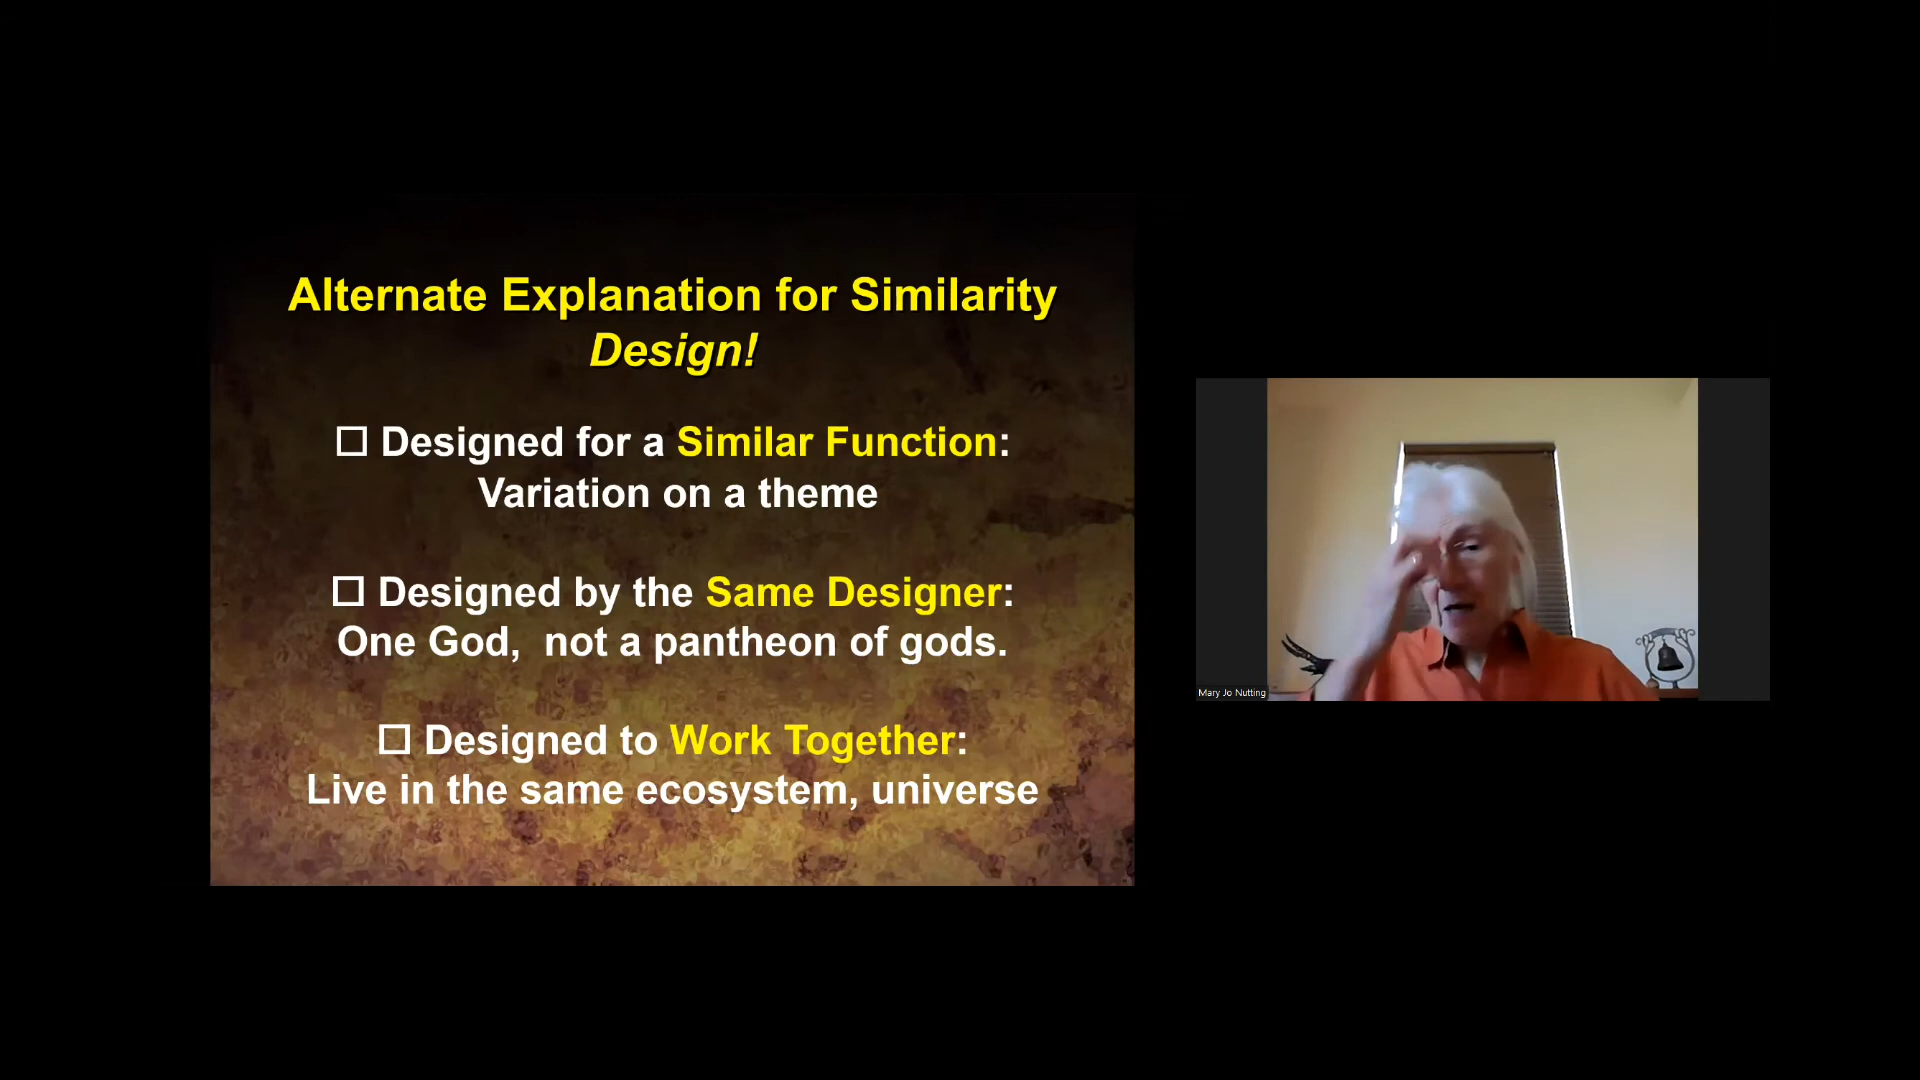 Alternate Explanation for Similarity
Design!
☐ Designed for a Similar Function:
Variation on a theme
☐ Designed by the Same Designer:
One God, not a pantheon of gods.
☐ Designed to Work Together:
Live in the same ecosystem, universe
Mary Jo Nutting